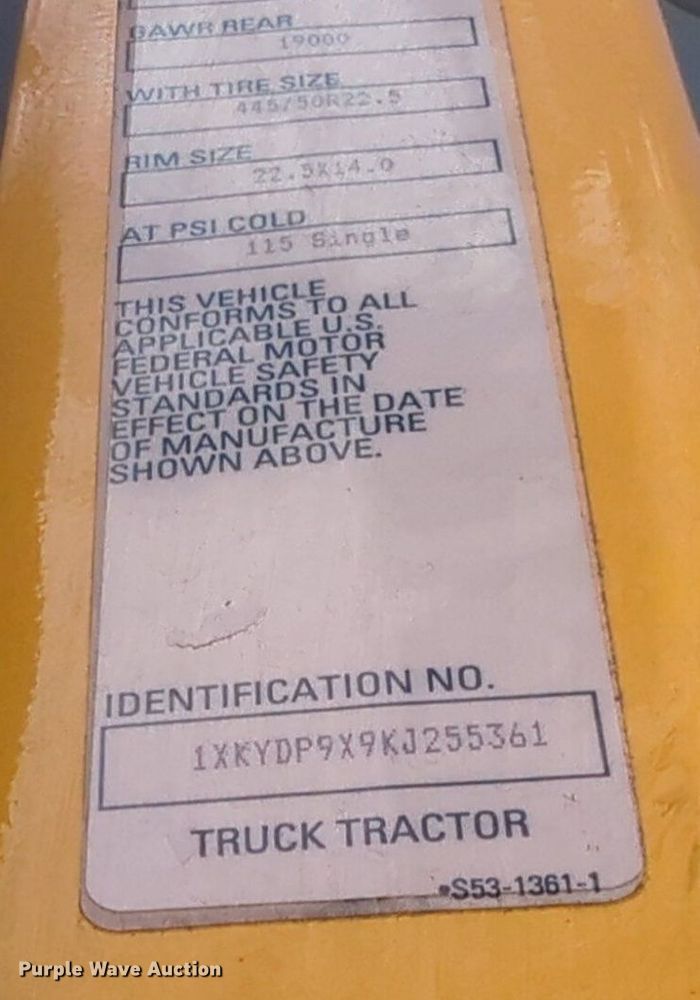 GAWR REAR
19000
WITH TIRE SIZE
445/50R22.5
RIM SIZE
22.5X14.0
AT PSI COLD
115 Single
THIS VEHICLE
CONFORMS TO ALL
APPLICABLE U.S.
FEDERAL MOTOR
VEHICLE SAFETY
STANDARDS IN
EFFECT ON THE DATE
OF MANUFACTURE
SHOWN ABOVE.
IDENTIFICATION NO.
1XKYDP9X9KJ255361
TRUCK TRACTOR
•S53-1361-1
Purple Wave Auction